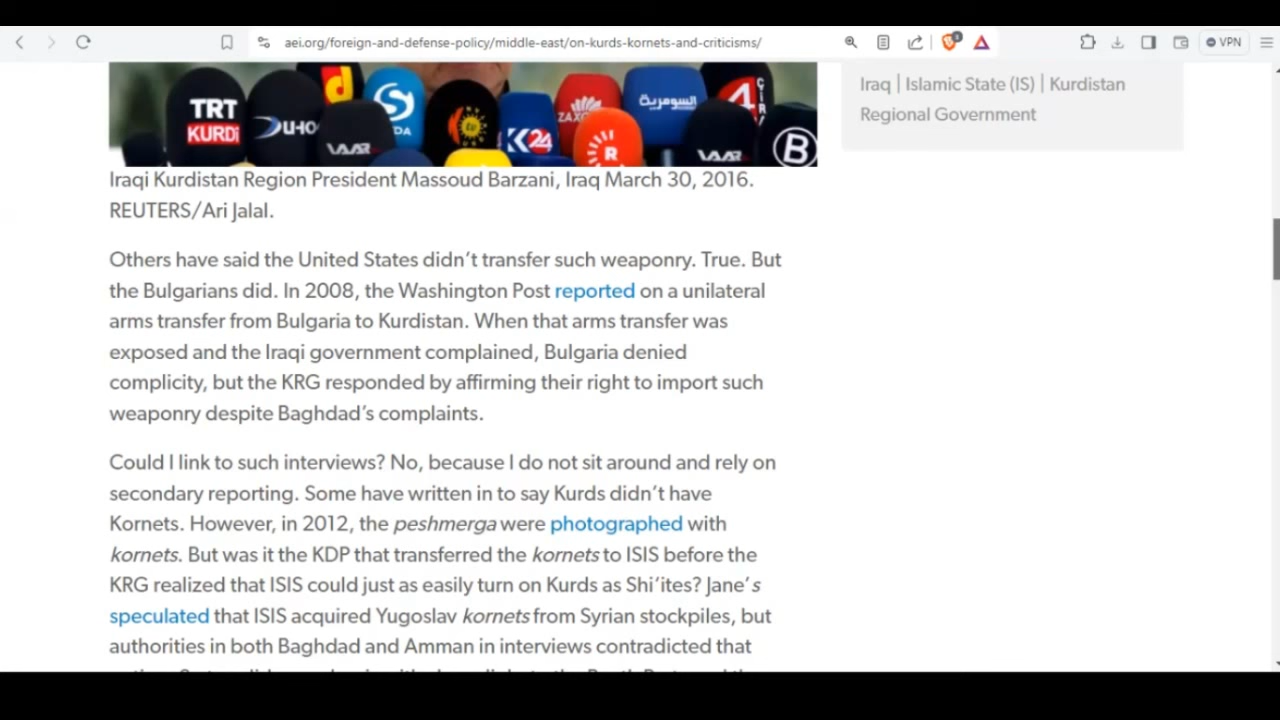 aei.org/foreign-and-defense-policy/middle-east/on-kurds-kornets-and-criticisms/
VPN
TRT
KURDi
K24
VAAR
السومرية
4
R
VAAR
B
Iraq | Islamic State (IS) | Kurdistan
Regional Government
Iraqi Kurdistan Region President Massoud Barzani, Iraq March 30, 2016.
REUTERS/Ari Jalal.
Others have said the United States didn’t transfer such weaponry. True. But
the Bulgarians did. In 2008, the Washington Post reported on a unilateral
arms transfer from Bulgaria to Kurdistan. When that arms transfer was
exposed and the Iraqi government complained, Bulgaria denied
complicity, but the KRG responded by affirming their right to import such
weaponry despite Baghdad’s complaints.
Could I link to such interviews? No, because I do not sit around and rely on
secondary reporting. Some have written in to say Kurds didn’t have
Kornets. However, in 2012, the peshmerga were photographed with
kornets. But was it the KDP that transferred the kornets to ISIS before the
KRG realized that ISIS could just as easily turn on Kurds as Shi’ites? Jane’s
speculated that ISIS acquired Yugoslav kornets from Syrian stockpiles, but
authorities in both Baghdad and Amman in interviews contradicted that